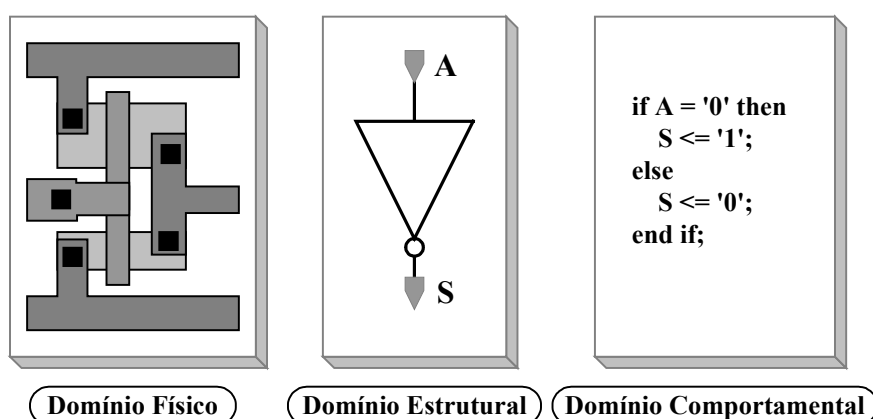 A
S
if A = '0' then
S <= '1';
else
S <= '0';
end if;
Domínio Físico
Domínio Estrutural
Domínio Comportamental